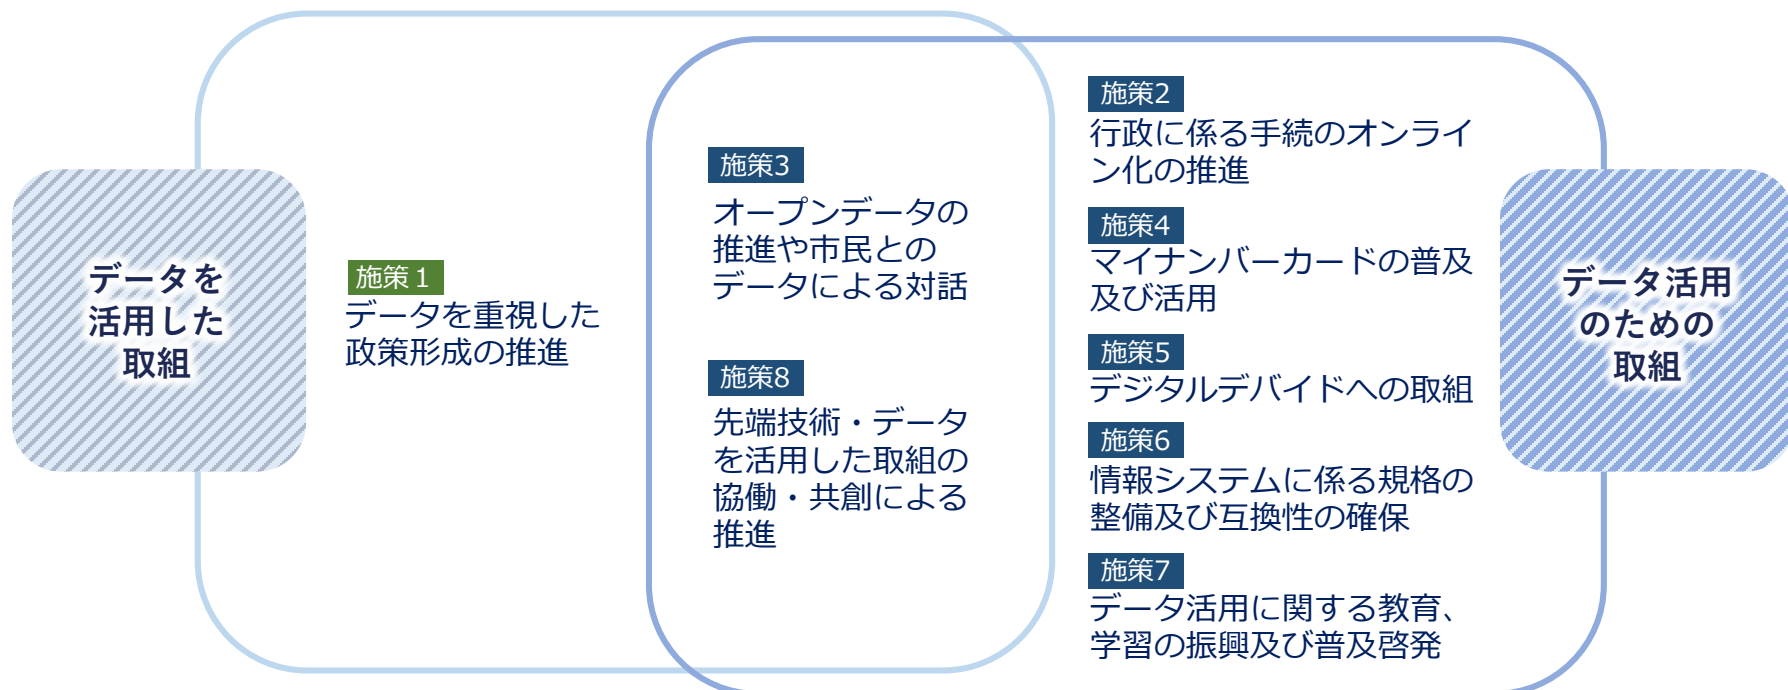 データを
活用した
取組
施策１
データを重視した
政策形成の推進
施策3
オープンデータの
推進や市民との
データによる対話
施策8
先端技術・データ
を活用した取組の
協働・共創による
推進
施策2
行政に係る手続のオンライ
ン化の推進
施策4
マイナンバーカードの普及
及び活用
施策5
デジタルデバイドへの取組
施策6
情報システムに係る規格の
整備及び互換性の確保
施策7
データ活用に関する教育、
学習の振興及び普及啓発
データ活用
のための
取組